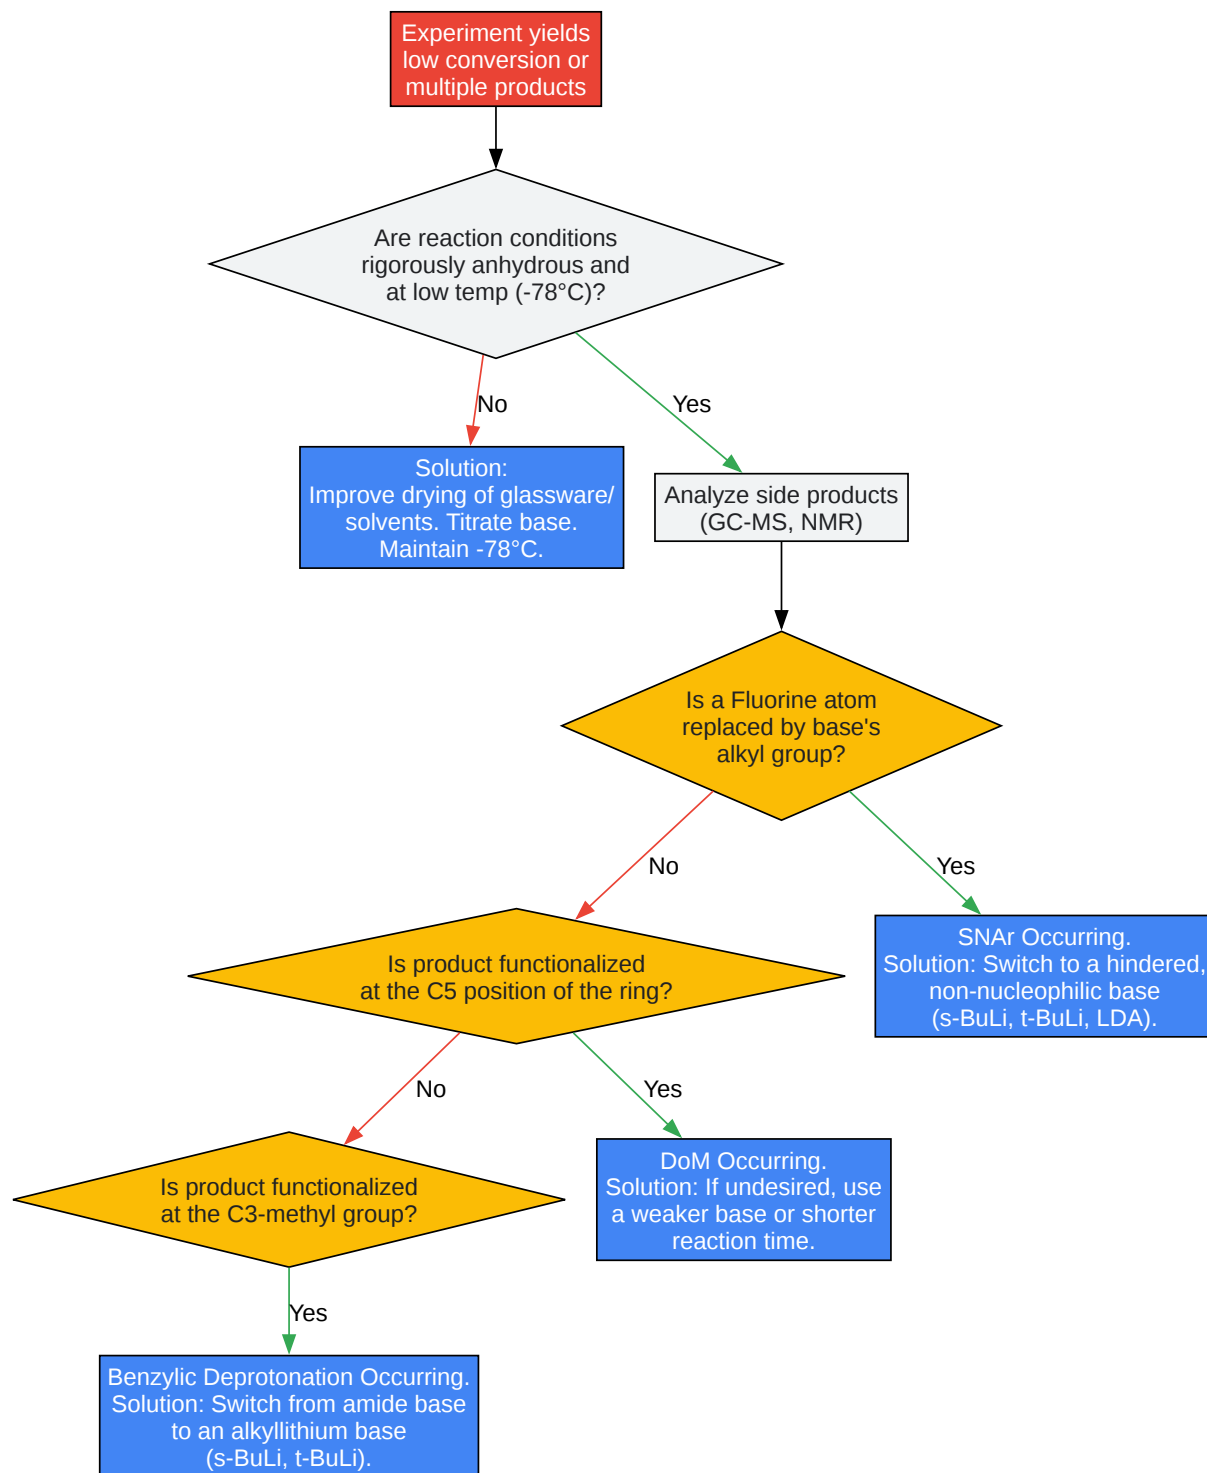 Experiment yields
low conversion or
multiple products
Are reaction conditions
rigorously anhydrous and
at low temp (-78°C)?
No
Yes
Solution:
Improve drying of glassware/
solvents. Titrate base.
Maintain -78°C.
Analyze side products
(GC-MS, NMR)
Is a Fluorine atom
replaced by base's
alkyl group?
No
Yes
Is product functionalized
at the C5 position of the ring?
SNAr Occurring.
Solution: Switch to a hindered,
non-nucleophilic base
(s-BuLi, t-BuLi, LDA).
No
Yes
Is product functionalized
at the C3-methyl group?
DoM Occurring.
Solution: If undesired, use
a weaker base or shorter
reaction time.
Yes
Benzylic Deprotonation Occurring.
Solution: Switch from amide base
to an alkyllithium base
(s-BuLi, t-BuLi).